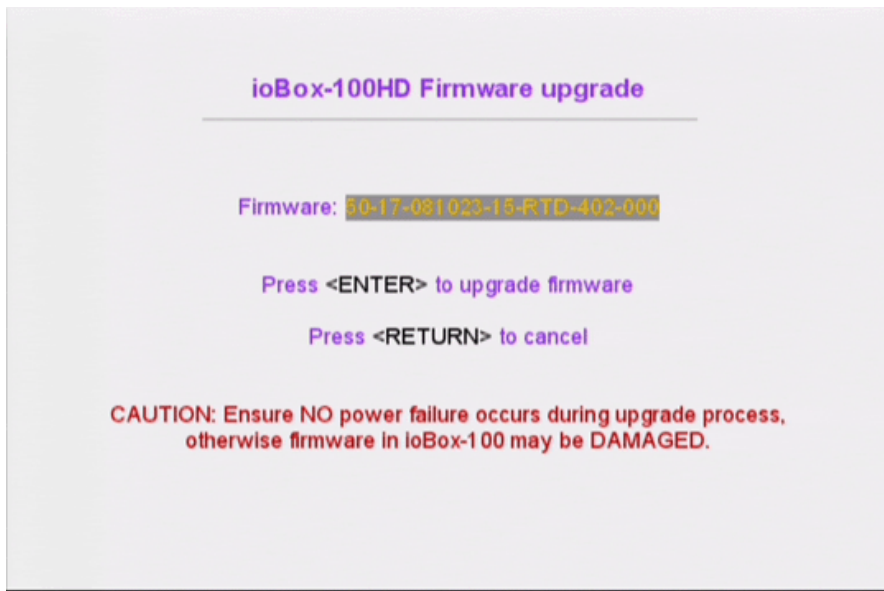 ioBox-100HD Firmware upgrade
Firmware: 50-17-081023-15-RTD-402-000
Press <ENTER> to upgrade firmware
Press <RETURN> to cancel
CAUTION: Ensure NO power failure occurs during upgrade process,
otherwise firmware in ioBox-100 may be DAMAGED.